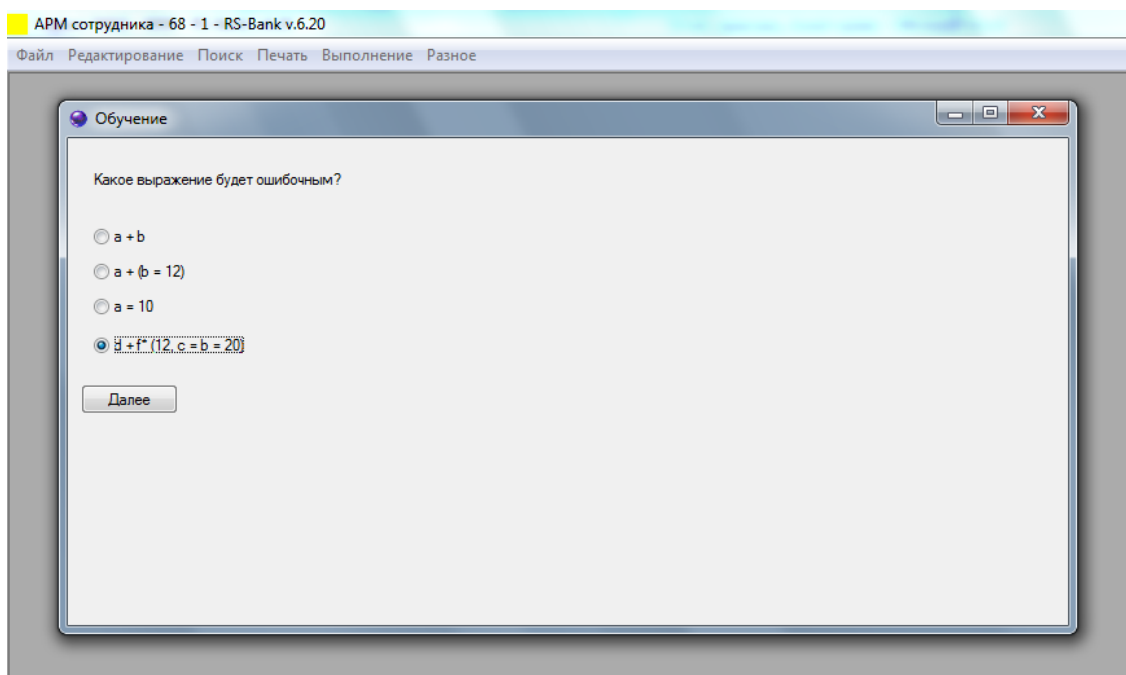 АРМ сотрудника - 68 - 1 - RS-Bank v.6.20
Файл Редактирование Поиск Печать Выполнение Разное
Обучение
Какое выражение будет ошибочным?
a + b
a + (b = 12)
a = 10
d + f* (12, c = b = 20)
Далее